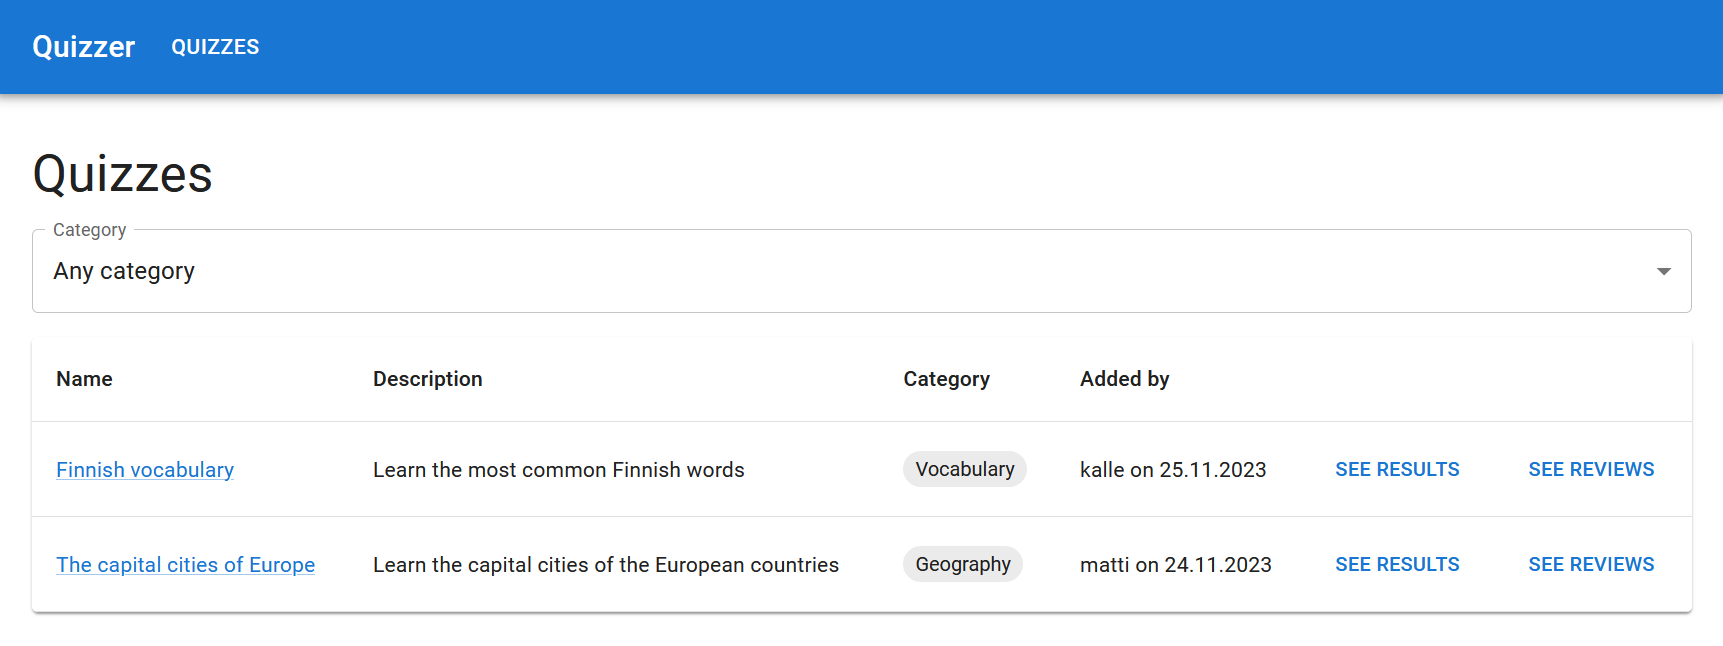 Quizzer QUIZZES
Quizzes
Category
Any category
Name Description Category Added by
Finnish vocabulary Learn the most common Finnish words Vocabulary kalle on 25.11.2023 SEE RESULTS SEE REVIEWS
The capital cities of Europe Learn the capital cities of the European countries Geography matti on 24.11.2023 SEE RESULTS SEE REVIEWS